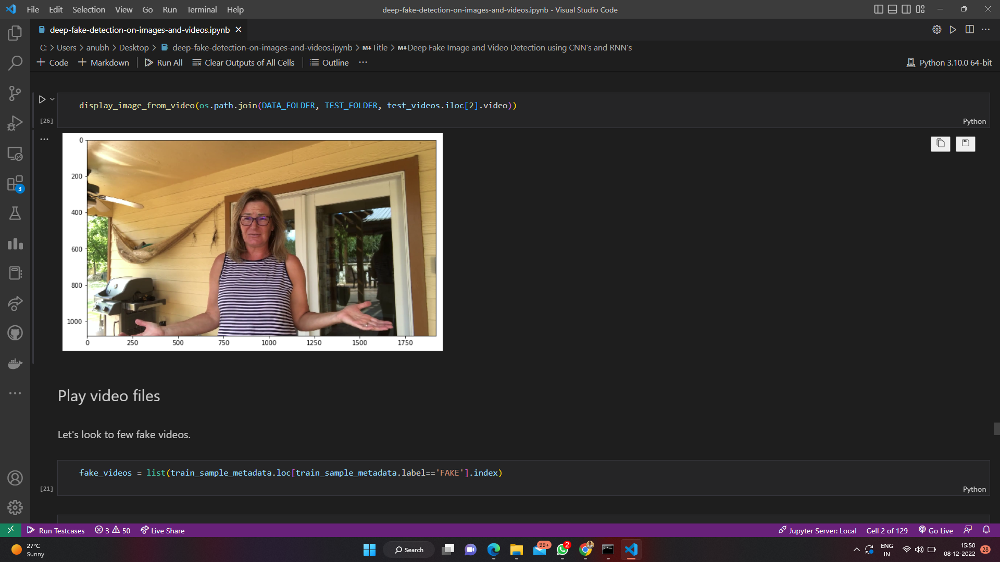 File Edit Selection View Go Run Terminal Help
deep-fake-detection-on-images-and-videos.ipynb - Visual Studio Code
deep-fake-detection-on-images-and-videos.ipynb
C: > Users > anubh > Desktop > deep-fake-detection-on-images-and-videos.ipynb > M↓Title > M↓Deep Fake Image and Video Detection using CNN's and RNN's
+ Code + Markdown Run All Clear Outputs of All Cells Outline ...
Python 3.10.0 64-bit
display_image_from_video(os.path.join(DATA_FOLDER, TEST_FOLDER, test_videos.iloc[2].video))
[26]
Python
0
200
400
600
800
1000
0 250 500 750 1000 1250 1500 1750
3
Play video files
Let's look to few fake videos.
fake_videos = list(train_sample_metadata.loc[train_sample_metadata.label=='FAKE'].index)
[21]
Python
Run Testcases 3 50 Live Share
Jupyter Server: Local Cell 2 of 129 Go Live
27°C
Sunny
Search
99+
2
ENG
IN
15:50
08-12-2022
28